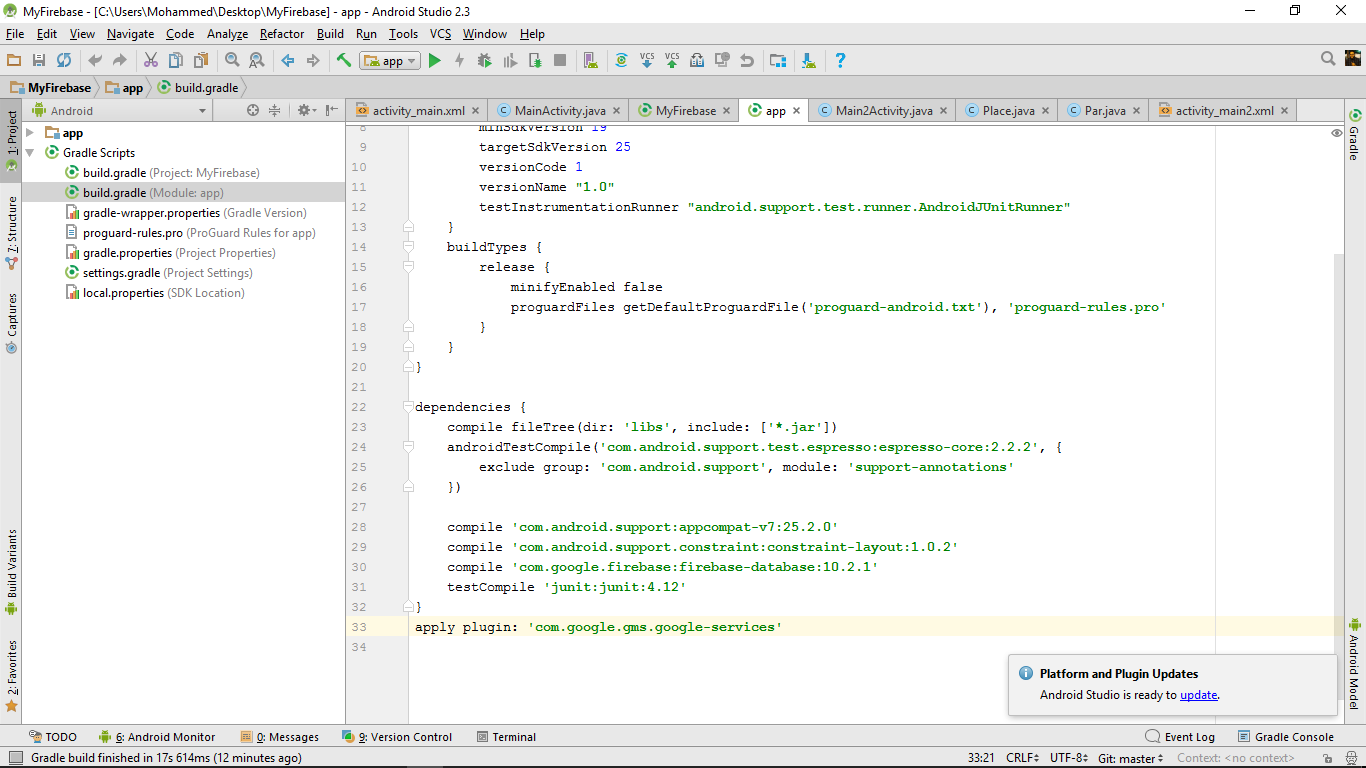 MyFirebase - [C:\Users\Mohammed\Desktop\MyFirebase] - app - Android Studio 2.3
File Edit View Navigate Code Analyze Refactor Build Run Tools VCS Window Help
app
VCS VCS
MyFirebase app build.gradle
Android
activity_main.xml MainActivity.java MyFirebase app Main2Activity.java Place.java Par.java activity_main2.xml
1: Project
7: Structure
Captures
Build Variants
2: Favorites
app
Gradle Scripts
build.gradle (Project: MyFirebase)
build.gradle (Module: app)
gradle-wrapper.properties (Gradle Version)
proguard-rules.pro (ProGuard Rules for app)
gradle.properties (Project Properties)
settings.gradle (Project Settings)
local.properties (SDK Location)
8 minSdkVersion 19
9 targetSdkVersion 25
10 versionCode 1
11 versionName "1.0"
12 testInstrumentationRunner "android.support.test.runner.AndroidJUnitRunner"
13 }
14 buildTypes {
15 release {
16 minifyEnabled false
17 proguardFiles getDefaultProguardFile('proguard-android.txt'), 'proguard-rules.pro'
18 }
19 }
20 }
21
22 dependencies {
23 compile fileTree(dir: 'libs', include: ['*.jar'])
24 androidTestCompile('com.android.support.test.espresso:espresso-core:2.2.2', {
25 exclude group: 'com.android.support', module: 'support-annotations'
26 })
27
28 compile 'com.android.support:appcompat-v7:25.2.0'
29 compile 'com.android.support.constraint:constraint-layout:1.0.2'
30 compile 'com.google.firebase:firebase-database:10.2.1'
31 testCompile 'junit:junit:4.12'
32 }
33 apply plugin: 'com.google.gms.google-services'
34
Gradle
Android Model
Platform and Plugin Updates
Android Studio is ready to update.
TODO 6: Android Monitor 0: Messages 9: Version Control Terminal Event Log Gradle Console
Gradle build finished in 17s 614ms (12 minutes ago) 33:21 CRLF UTF-8 Git: master Context: <no context>